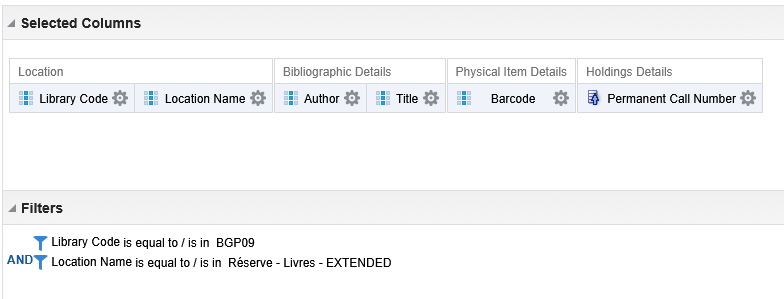 Selected Columns
Location Bibliographic Details Physical Item Details Holdings Details
Library Code Location Name Author Title Barcode Permanent Call Number
Filters
Library Code is equal to / is in BGP09
AND Location Name is equal to / is in Réserve - Livres - EXTENDED